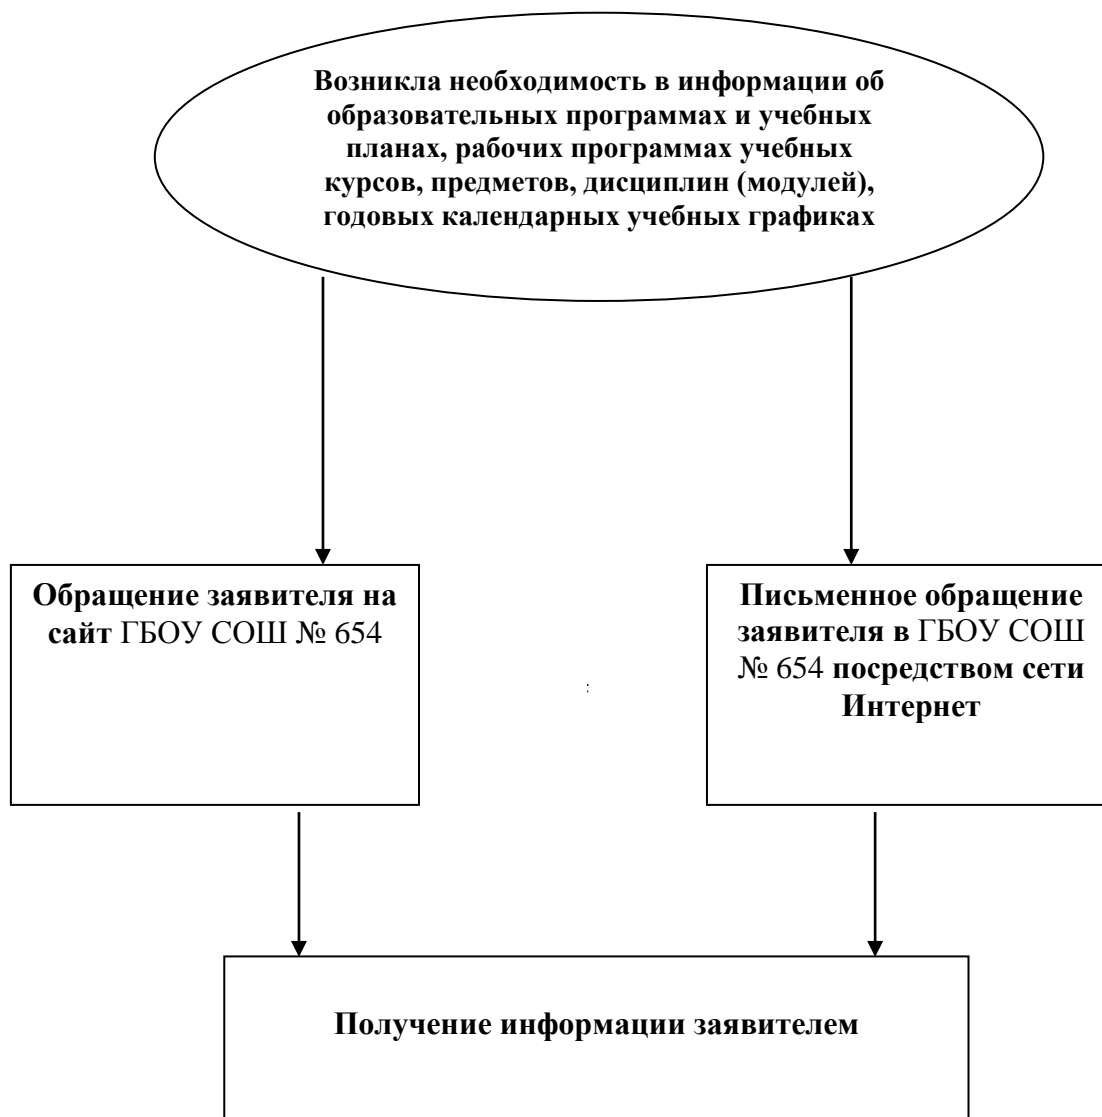 Возникла необходимость в информации об
образовательных программах и учебных
планах, рабочих программах учебных
курсов, предметов, дисциплин (модулей),
годовых календарных учебных графиках
Обращение заявителя на
сайт ГБОУ СОШ № 654
Письменное обращение
заявителя в ГБОУ СОШ
№ 654 посредством сети
Интернет
:
Получение информации заявителем